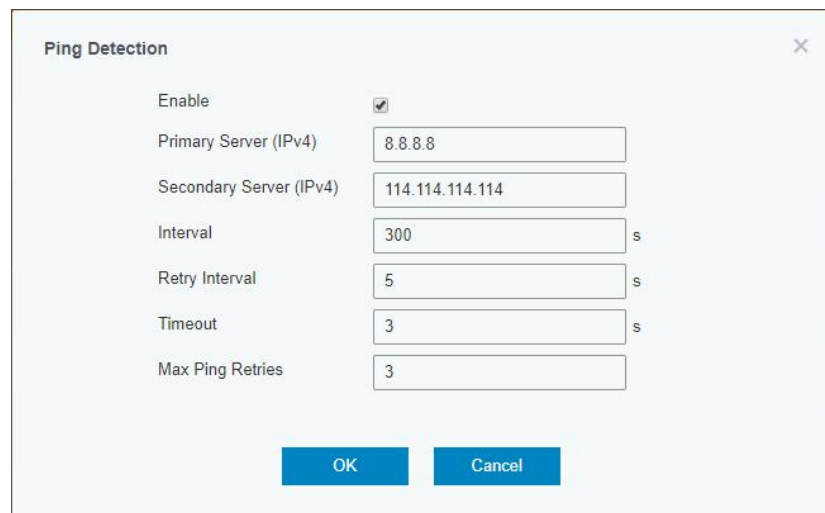 Ping Detection
Enable
Primary Server (IPv4) 8.8.8.8
Secondary Server (IPv4) 114.114.114.114
Interval 300 s
Retry Interval 5 s
Timeout 3 s
Max Ping Retries 3
OK Cancel